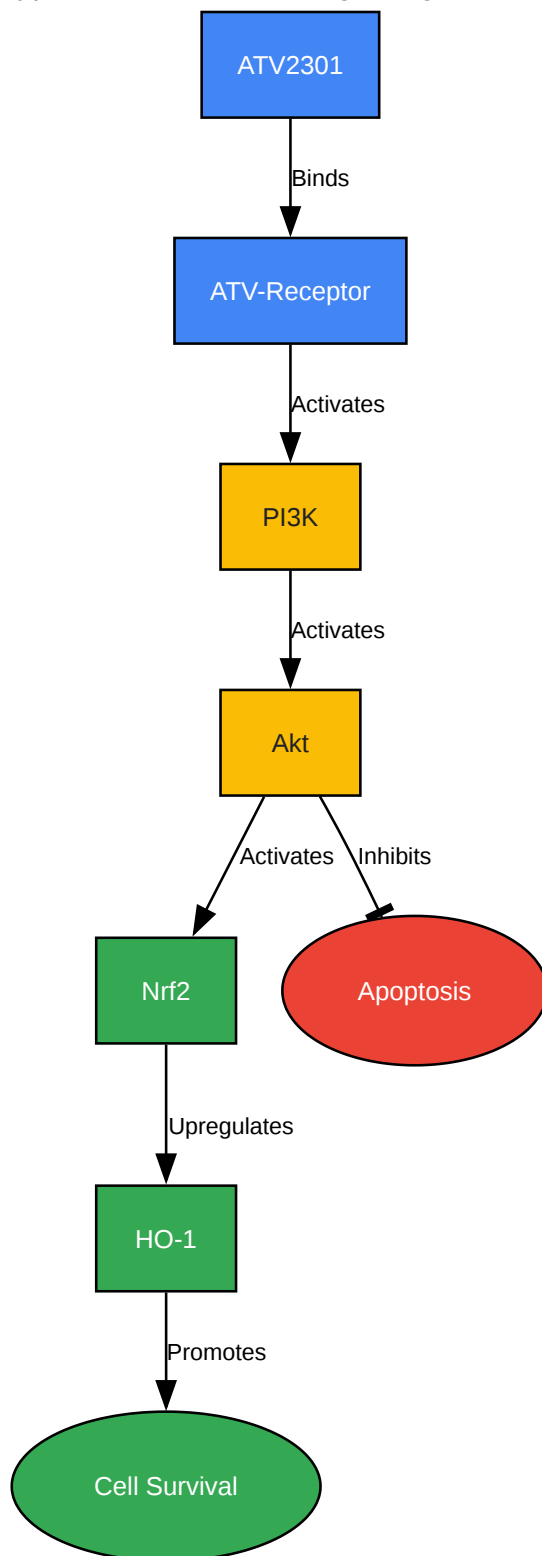 ATV2301
Binds
ATV-Receptor
Activates
PI3K
Activates
Akt
Activates
Inhibits
Nrf2
Apoptosis
Upregulates
HO-1
Promotes
Cell Survival